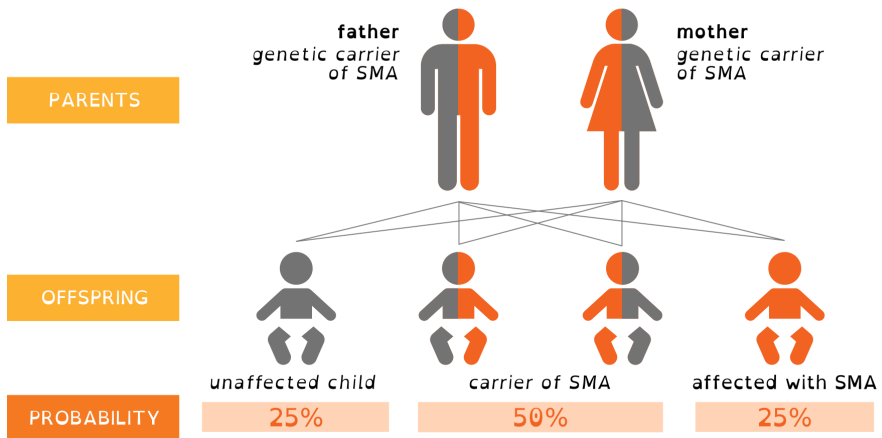 father
genetic carrier
of SMA
mother
genetic carrier
of SMA
PARENTS
OFFSPRING
unaffected child
carrier of SMA
affected with SMA
PROBABILITY
25%
50%
25%